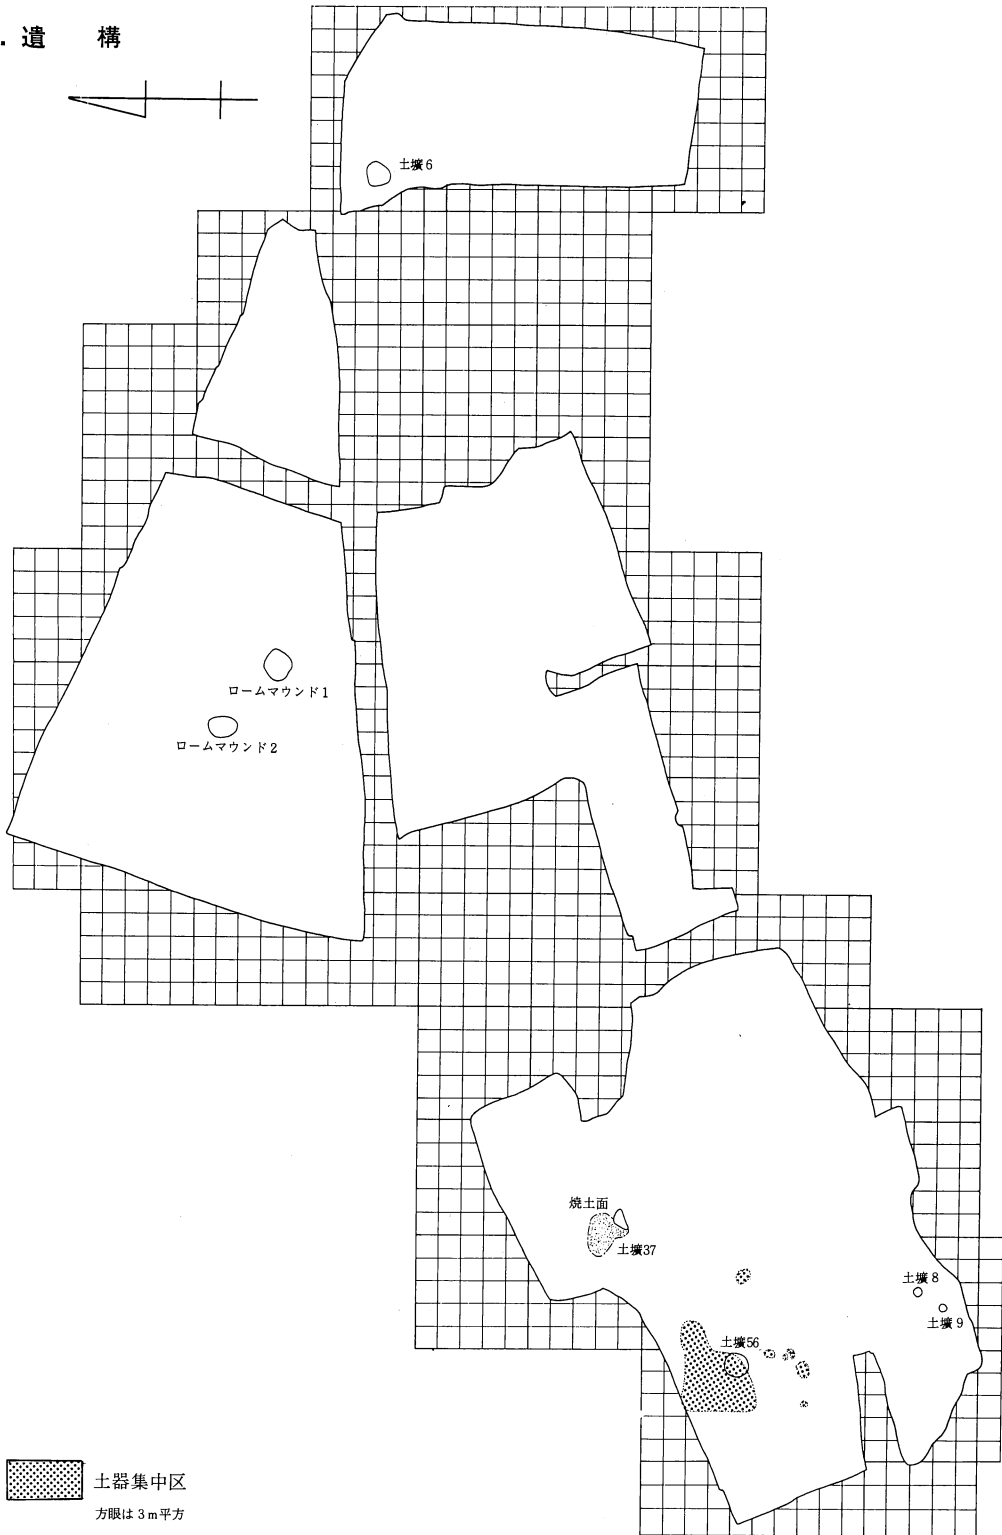 . 遺 構
土壙6
ロームマウンド1
ロームマウンド2
焼土面
土壙37
土壙8
土壙9
土壙56
土器集中区
方眼は3m平方